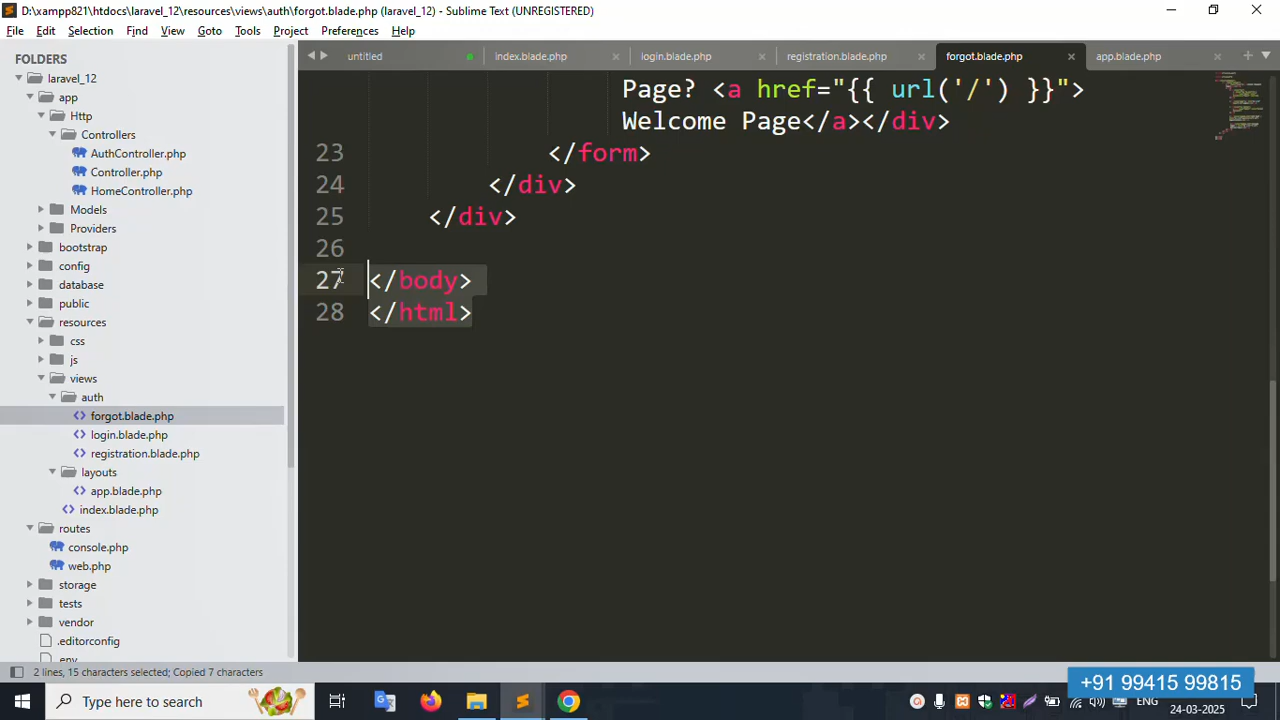 D:\xampp821\htdocs\laravel_12\resources\views\auth\forgot.blade.php (laravel_12) - Sublime Text (UNREGISTERED)
File Edit Selection Find View Goto Tools Project Preferences Help
FOLDERS
laravel_12
app
Http
Controllers
AuthController.php
Controller.php
HomeController.php
Models
Providers
bootstrap
config
database
public
resources
css
js
views
auth
forgot.blade.php
login.blade.php
registration.blade.php
layouts
app.blade.php
index.blade.php
routes
console.php
web.php
storage
tests
vendor
.editorconfig
.env
untitled index.blade.php login.blade.php registration.blade.php forgot.blade.php app.blade.php
Page? <a href="{{ url('/') }}">
Welcome Page</a></div>
23 </form>
24 </div>
25 </div>
26
27 </body>
28 </html>
2 lines, 15 characters selected; Copied 7 characters
+91 99415 99815
Type here to search
ENG
24-03-2025